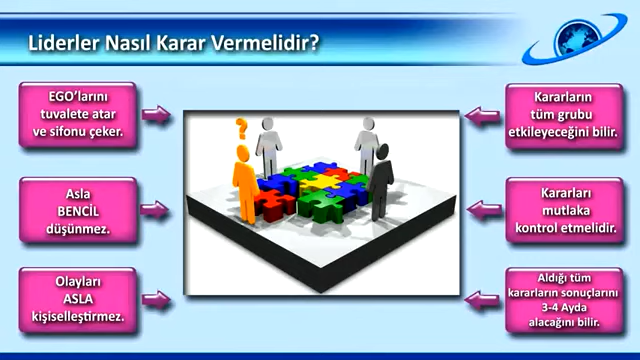 Liderler Nasıl Karar Vermelidir?
EGO'larını
tuvalete atar
ve sifonu çeker.
Asla
BENCİL
düşünmez.
Olayları
ASLA
kişiselleştirmez.
?
Kararların
tüm grubu
etkileyeceğini bilir.
Kararları
mutlaka
kontrol etmelidir.
Aldığı tüm
kararların sonuçlarını
3-4 Ayda
alacağını bilir.